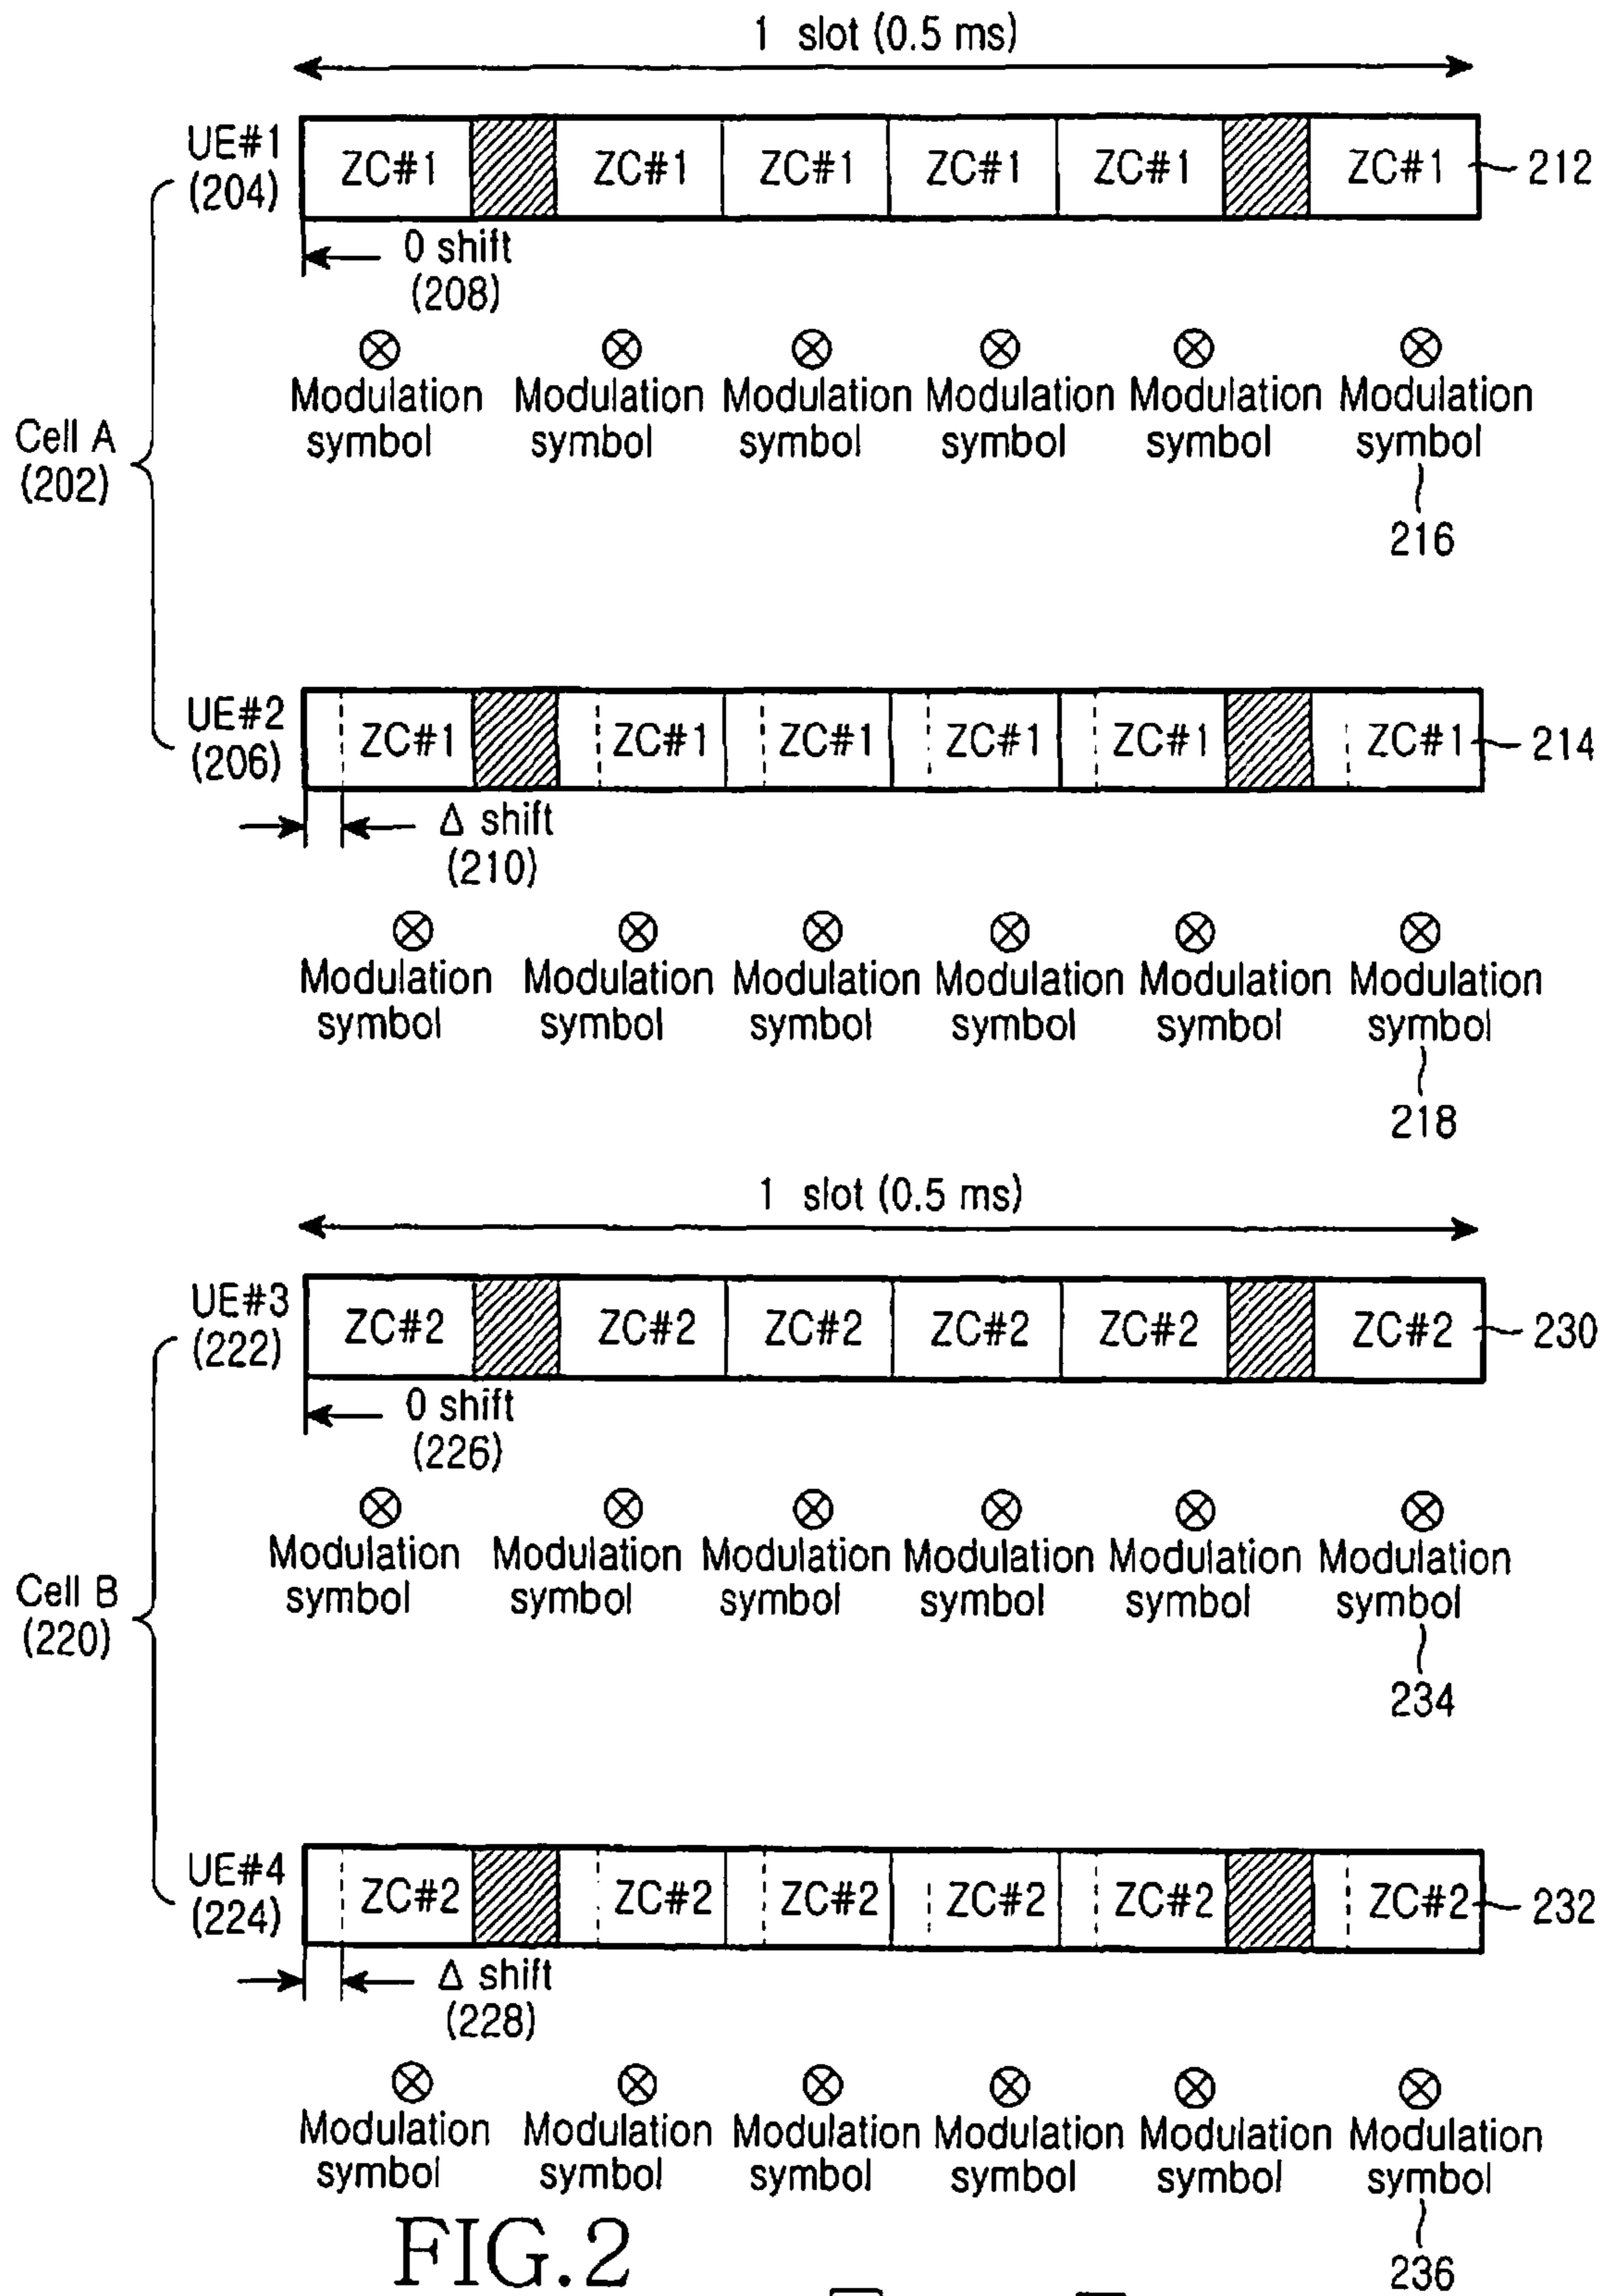 1 slot (0.5 ms)
UE#1
(204)
ZC#1 ZC#1 ZC#1 ZC#1 ZC#1 ZC#1
212
0 shift
(208)
Modulation symbol
Modulation symbol
Modulation symbol
Modulation symbol
Modulation symbol
Modulation symbol
216
Cell A
(202)
UE#2
(206)
ZC#1 ZC#1 ZC#1 ZC#1 ZC#1 ZC#1
214
Δ shift
(210)
Modulation symbol
Modulation symbol
Modulation symbol
Modulation symbol
Modulation symbol
Modulation symbol
218
1 slot (0.5 ms)
UE#3
(222)
ZC#2 ZC#2 ZC#2 ZC#2 ZC#2 ZC#2
230
0 shift
(226)
Modulation symbol
Modulation symbol
Modulation symbol
Modulation symbol
Modulation symbol
Modulation symbol
234
Cell B
(220)
UE#4
(224)
ZC#2 ZC#2 ZC#2 ZC#2 ZC#2 ZC#2
232
Δ shift
(228)
Modulation symbol
Modulation symbol
Modulation symbol
Modulation symbol
Modulation symbol
Modulation symbol
236
FIG.2